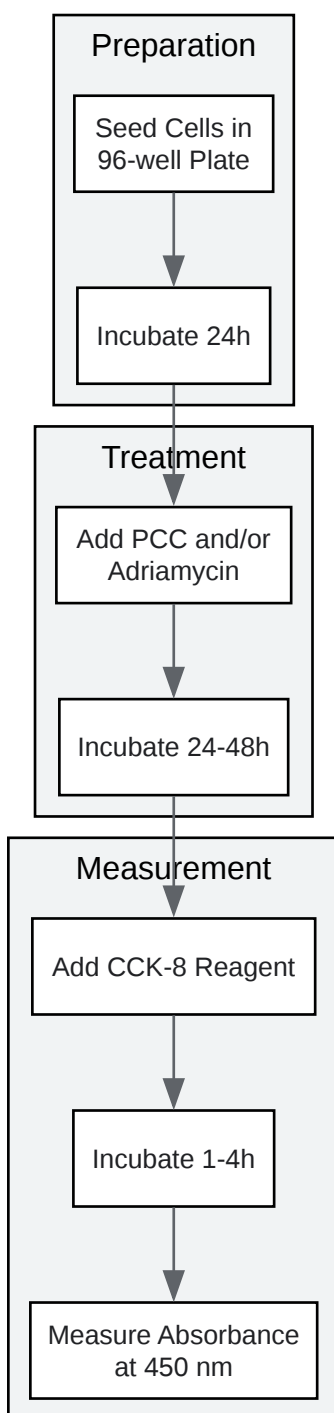 Preparation
Seed Cells in
96-well Plate
Incubate 24h
Treatment
Add PCC and/or
Adriamycin
Incubate 24-48h
Measurement
Add CCK-8 Reagent
Incubate 1-4h
Measure Absorbance
at 450 nm